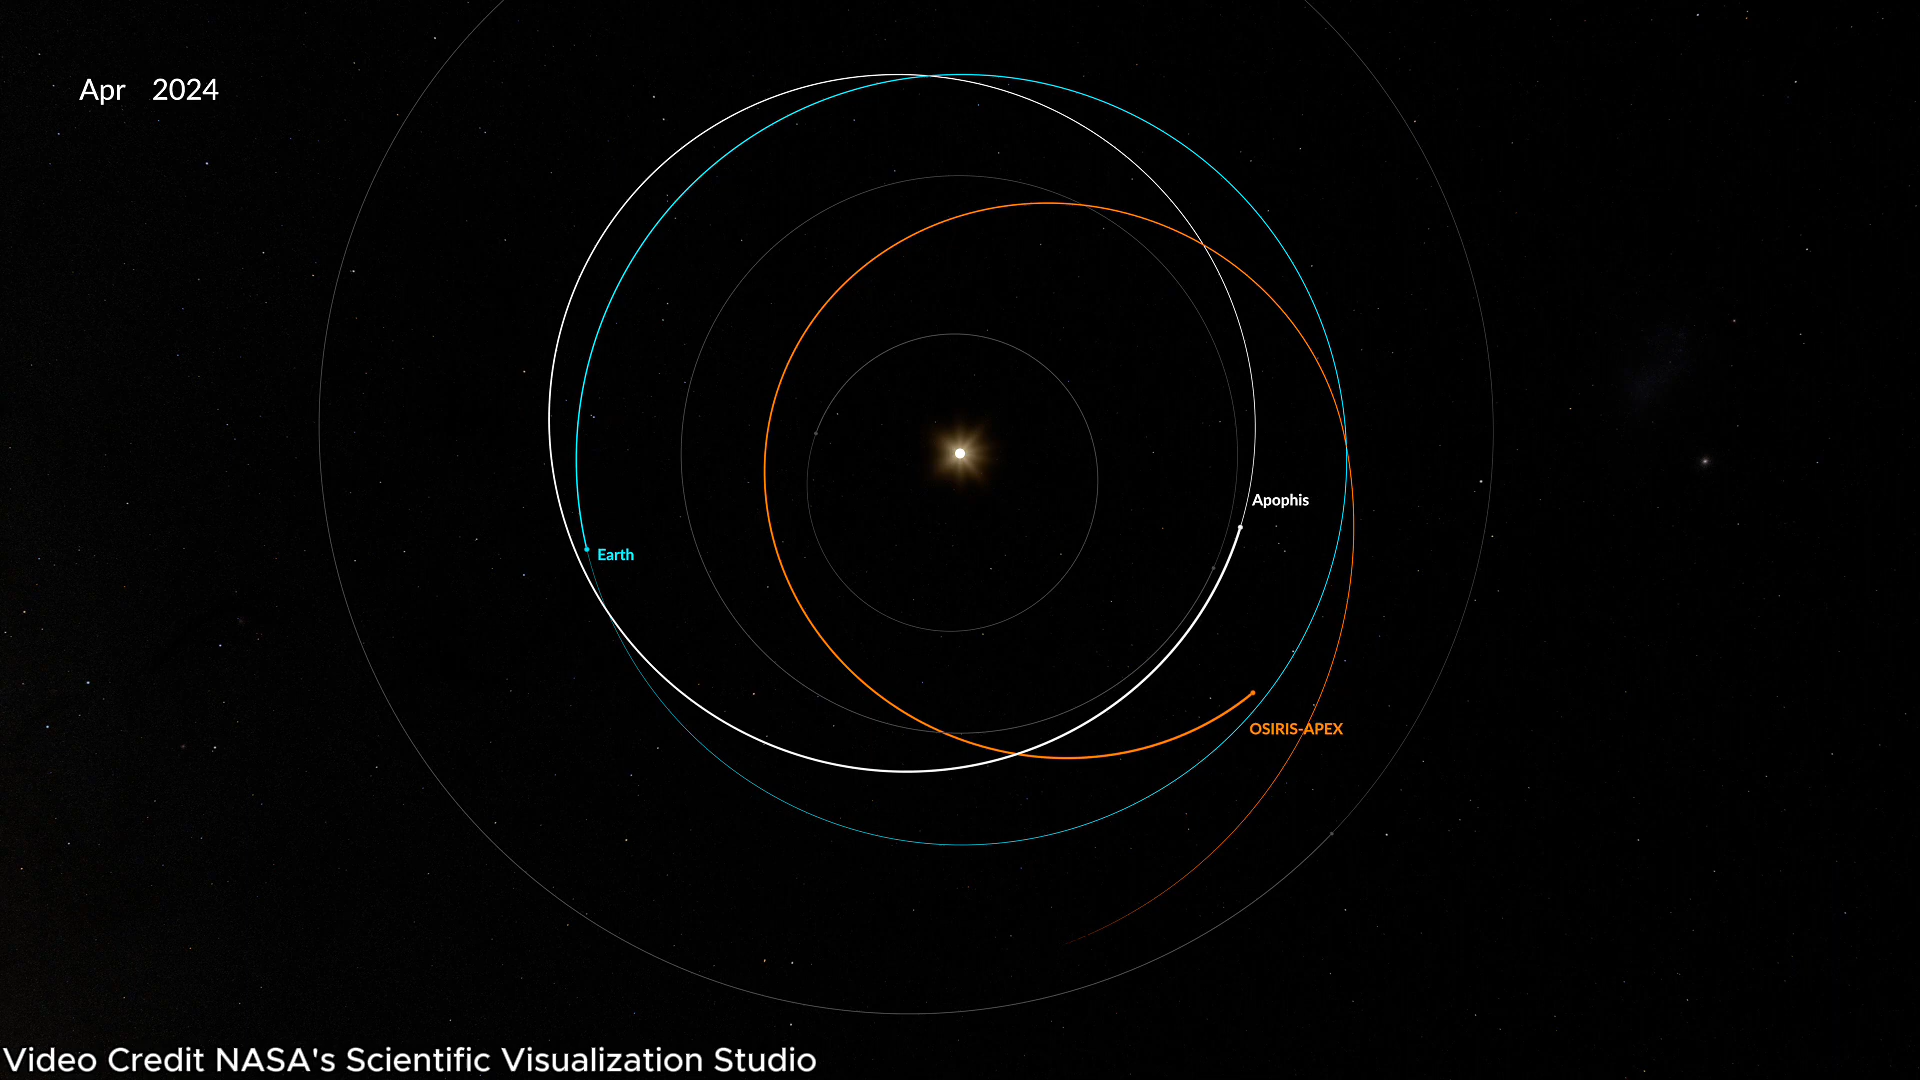 Apr 2024
Apophis
Earth
OSIRIS-APEX
Video Credit NASA's Scientific Visualization Studio